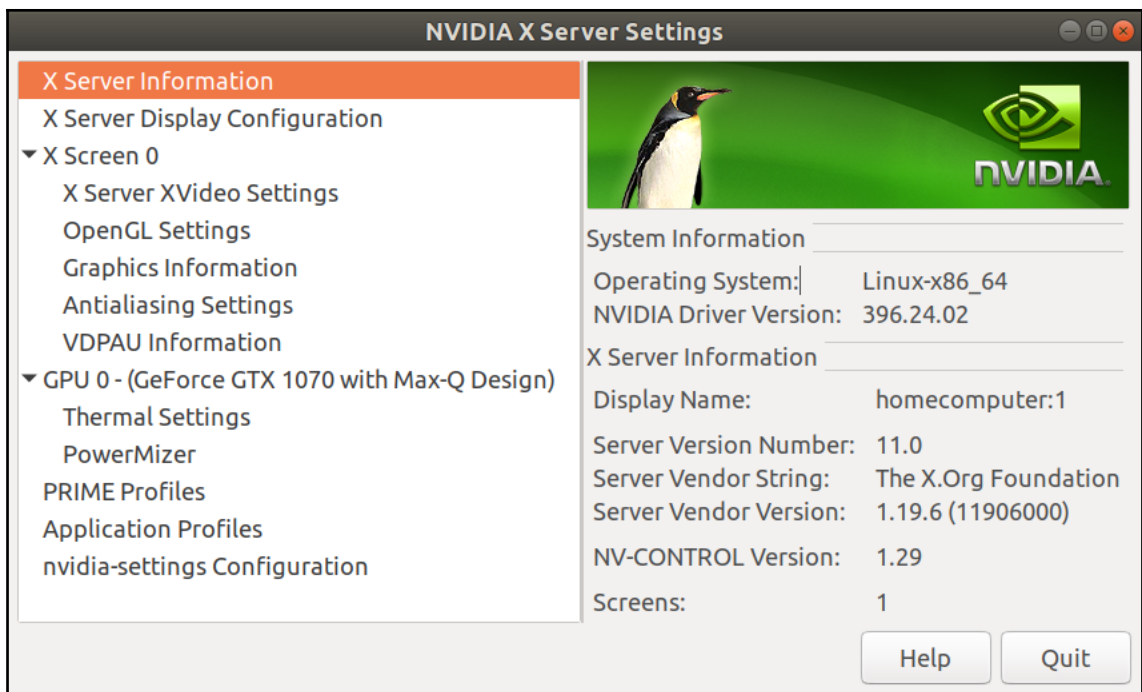 NVIDIA X Server Settings
X Server Information
X Server Display Configuration
X Screen 0
X Server XVideo Settings
OpenGL Settings
Graphics Information
Antialiasing Settings
VDPAU Information
GPU 0 - (GeForce GTX 1070 with Max-Q Design)
Thermal Settings
PowerMizer
PRIME Profiles
Application Profiles
nvidia-settings Configuration
NVIDIA.
System Information
Operating System: Linux-x86_64
NVIDIA Driver Version: 396.24.02
X Server Information
Display Name: homecomputer:1
Server Version Number: 11.0
Server Vendor String: The X.Org Foundation
Server Vendor Version: 1.19.6 (11906000)
NV-CONTROL Version: 1.29
Screens: 1
Help Quit